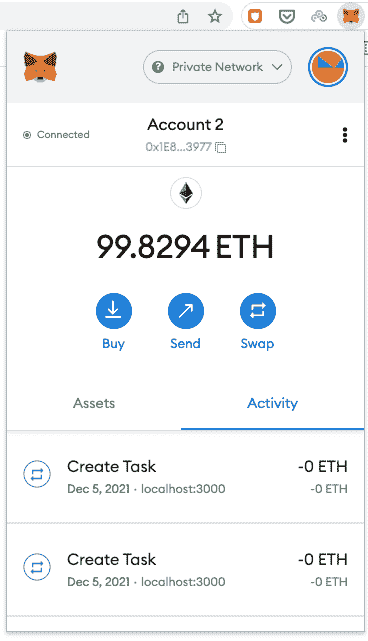 ? Private Network
Connected
Account 2
0x1E8...3977
99.8294 ETH
Buy
Send
Swap
Assets
Activity
Create Task
-0 ETH
Dec 5, 2021 · localhost:3000
-0 ETH
Create Task
-0 ETH
Dec 5, 2021 · localhost:3000
-0 ETH